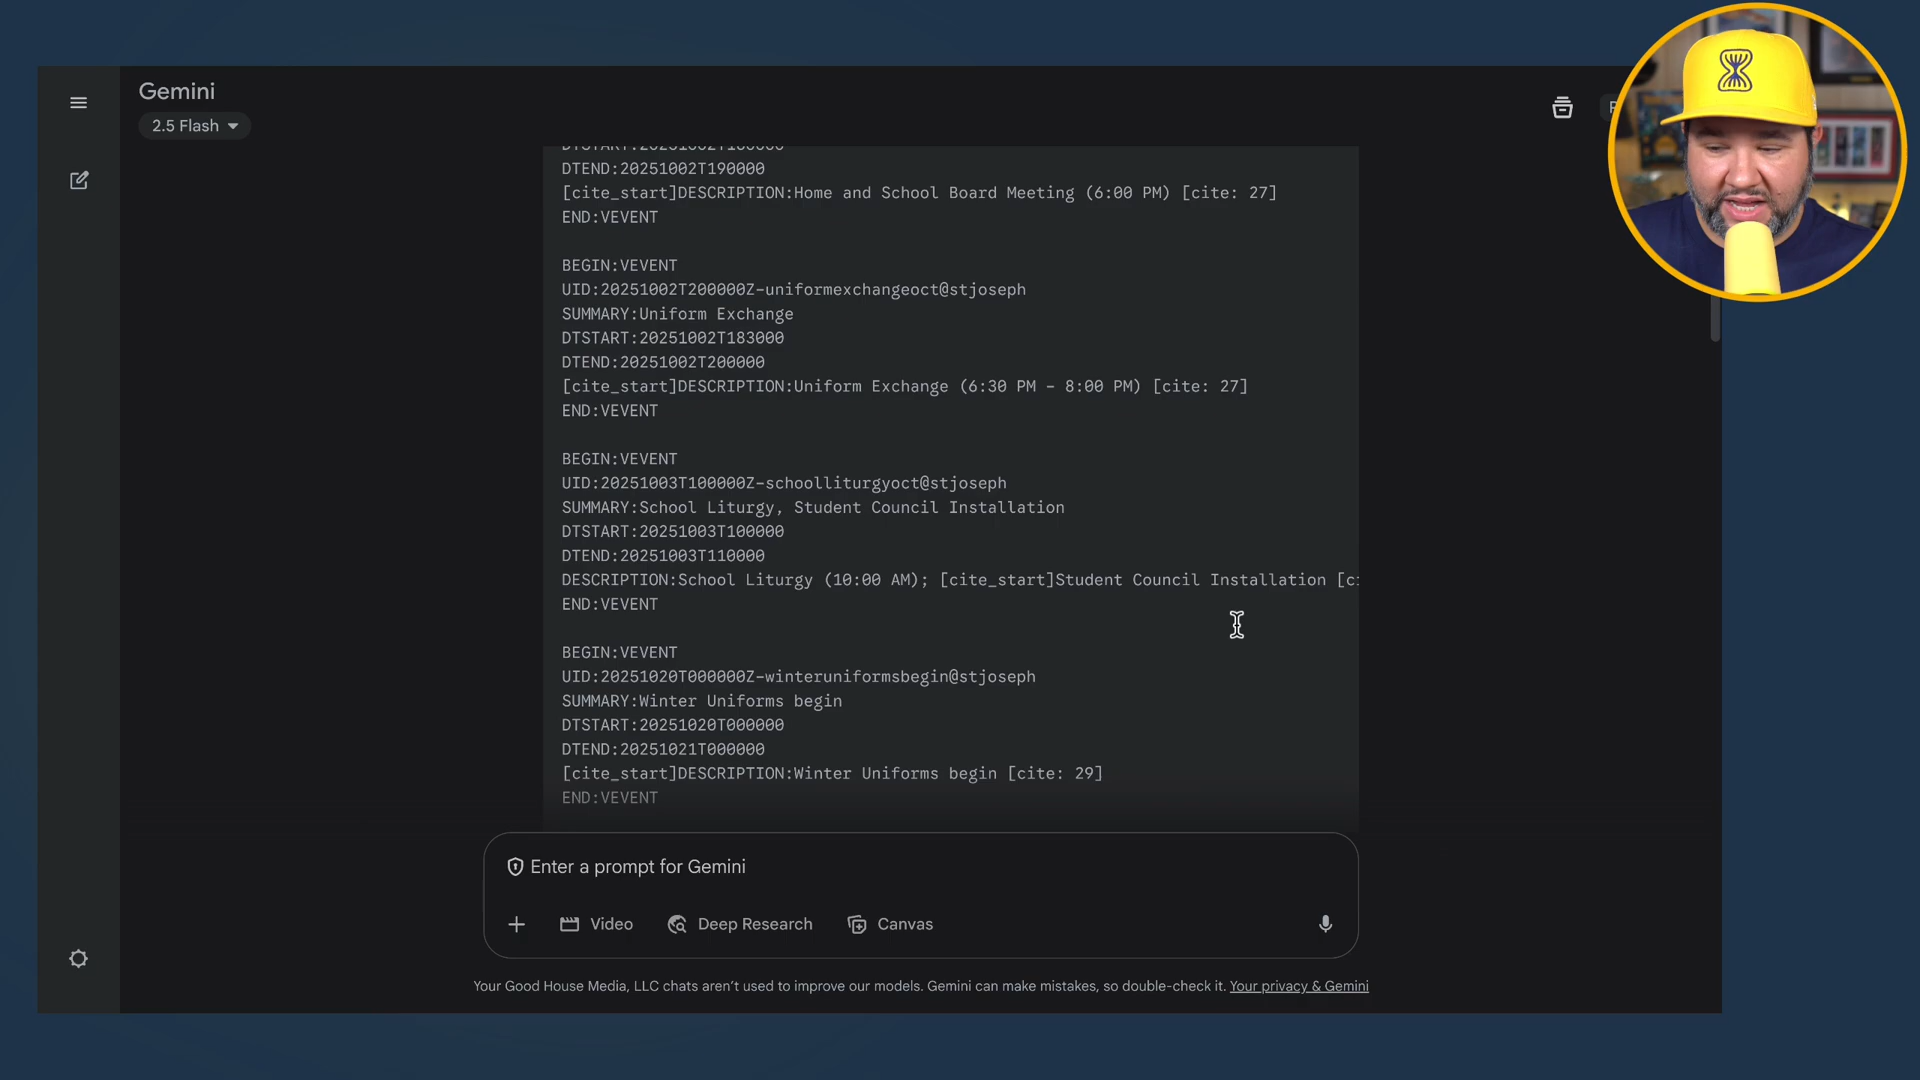 Gemini
2.5 Flash
DTEND:20251002T190000
[cite_start]DESCRIPTION:Home and School Board Meeting (6:00 PM) [cite: 27]
END:VEVENT
BEGIN:VEVENT
UID:20251002T200000Z-uniformexchangeoct@stjoseph
SUMMARY:Uniform Exchange
DTSTART:20251002T183000
DTEND:20251002T200000
[cite_start]DESCRIPTION:Uniform Exchange (6:30 PM - 8:00 PM) [cite: 27]
END:VEVENT
BEGIN:VEVENT
UID:20251003T100000Z-schoolliturgyoct@stjoseph
SUMMARY:School Liturgy, Student Council Installation
DTSTART:20251003T100000
DTEND:20251003T110000
DESCRIPTION:School Liturgy (10:00 AM); [cite_start]Student Council Installation [c
END:VEVENT
BEGIN:VEVENT
UID:20251020T000000Z-winteruniformsbegin@stjoseph
SUMMARY:Winter Uniforms begin
DTSTART:20251020T000000
DTEND:20251021T000000
[cite_start]DESCRIPTION:Winter Uniforms begin [cite: 29]
END:VEVENT
Enter a prompt for Gemini
Video
Deep Research
Canvas
Your Good House Media, LLC chats aren't used to improve our models. Gemini can make mistakes, so double-check it. Your privacy & Gemini